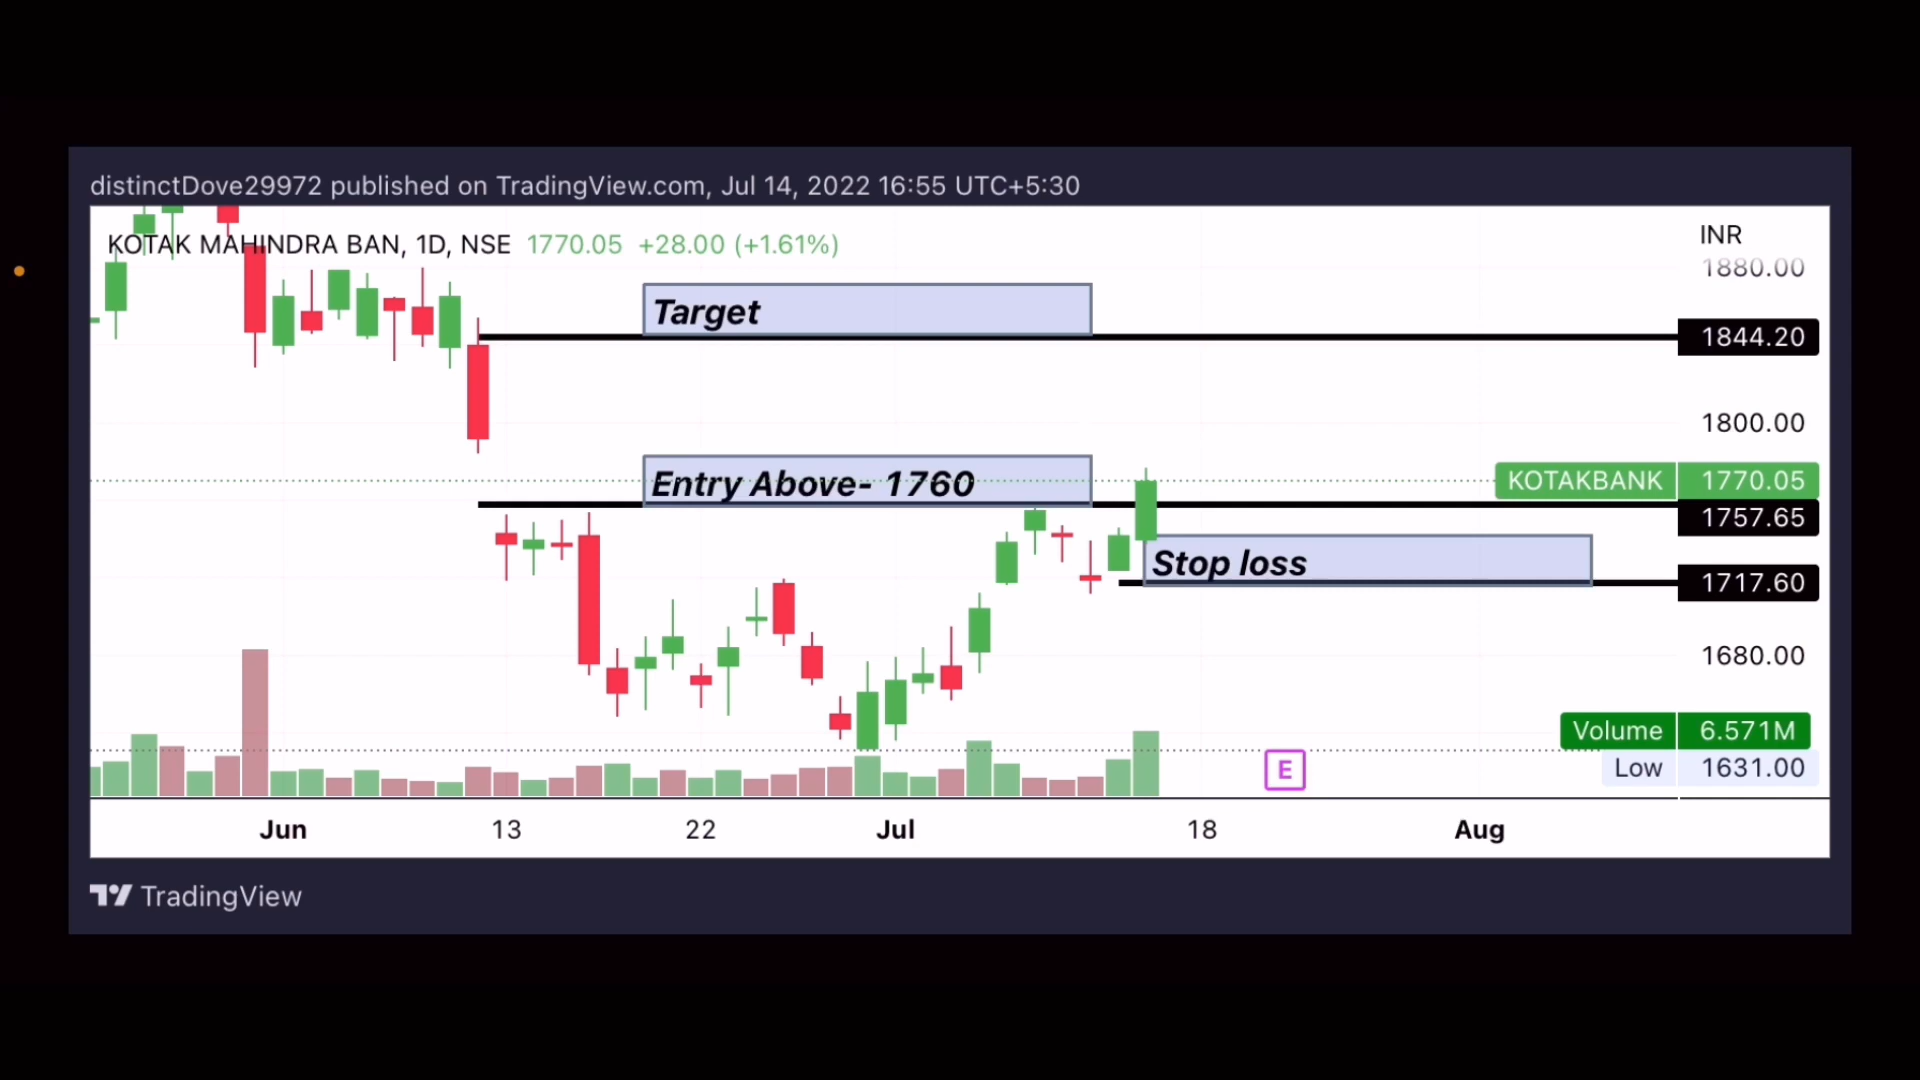 distinctDove29972 published on TradingView.com, Jul 14, 2022 16:55 UTC+5:30
KOTAK MAHINDRA BAN, 1D, NSE 1770.05 +28.00 (+1.61%)
INR
1880.00
Target
1844.20
1800.00
Entry Above- 1760
KOTAKBANK 1770.05
1757.65
Stop loss
1717.60
1680.00
Volume 6.571M
E
Low 1631.00
Jun 13 22 Jul 18 Aug
TradingView